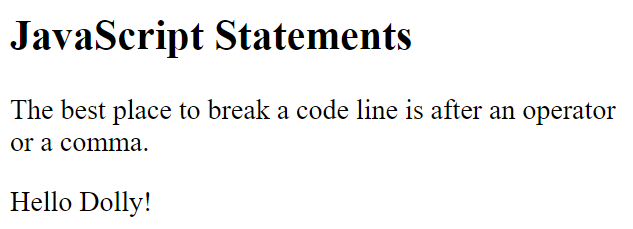 JavaScript Statements
The best place to break a code line is after an operator
or a comma.
Hello Dolly!